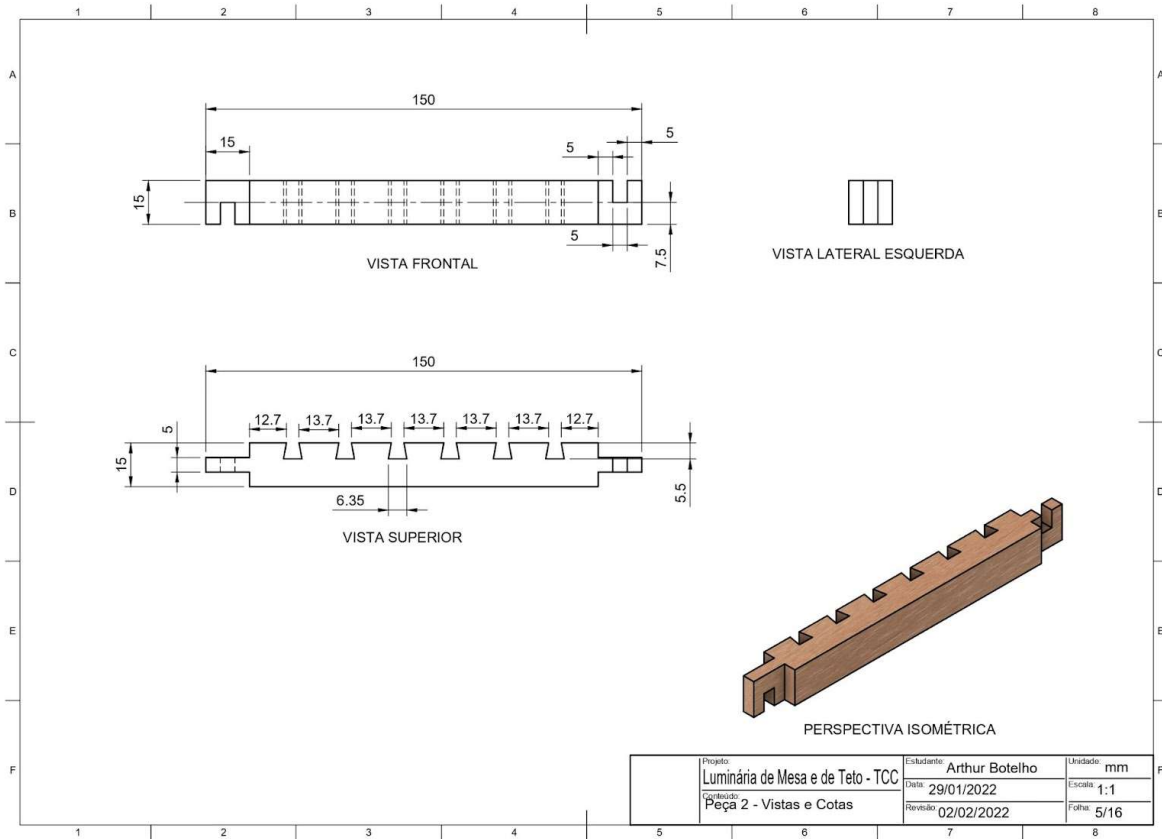 1 2 3 4 5 6 7 8
A A
150
15 5
5
15
B B
5
7.5
VISTA FRONTAL
VISTA LATERAL ESQUERDA
C C
150
12.7 13.7 13.7 13.7 13.7 13.7 12.7
5
15
5.5
D D
6.35
VISTA SUPERIOR
E E
PERSPECTIVA ISOMÉTRICA
F F
Projeto:
Luminária de Mesa e de Teto - TCC
Conteúdo:
Peça 2 - Vistas e Cotas
Estudante: Arthur Botelho
Data: 29/01/2022
Revisão: 02/02/2022
Unidade: mm
Escala: 1:1
Folha: 5/16
1 2 3 4 5 6 7 8